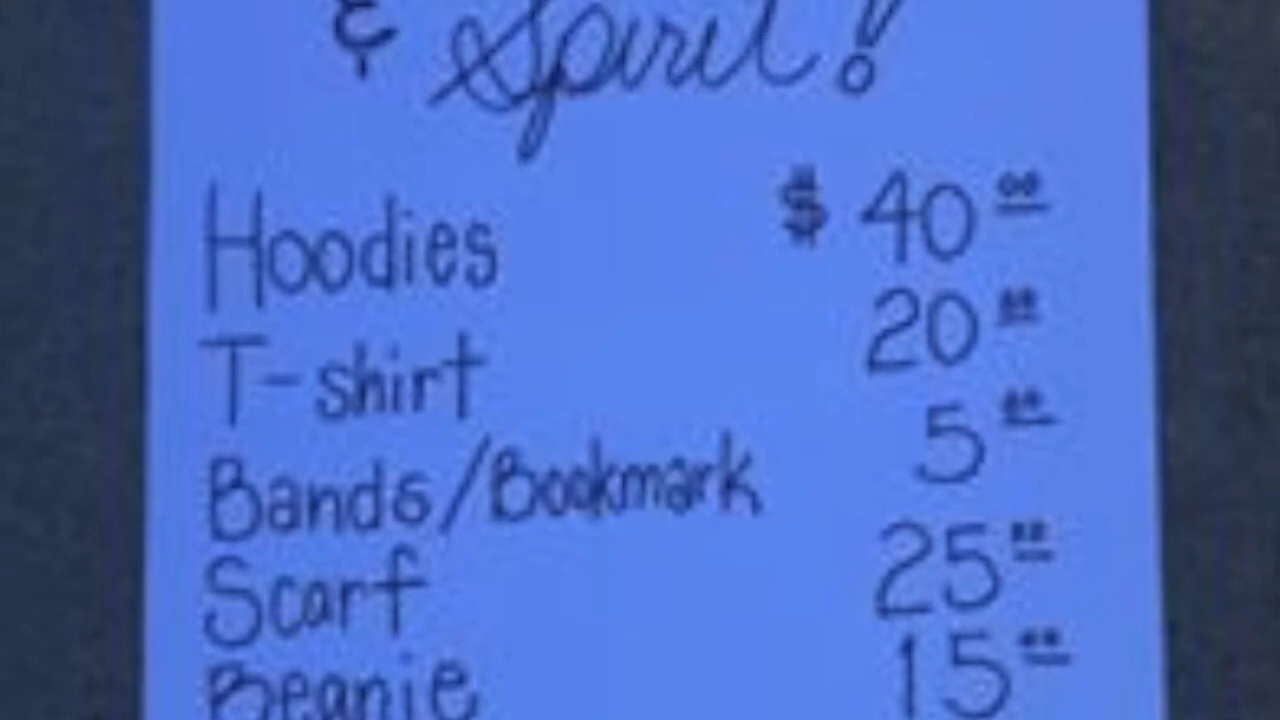 & Spirit!
Hoodies $ 40 00
T-shirt 20 00
Bands/Bookmark 5 00
Scarf 25 00
Beanie 15 00